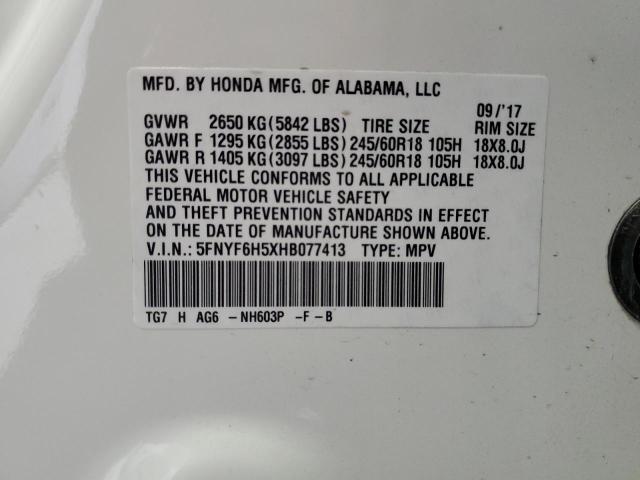 MFD. BY HONDA MFG. OF ALABAMA, LLC
09/'17
GVWR 2650 KG(5842 LBS) TIRE SIZE RIM SIZE
GAWR F 1295 KG(2855 LBS) 245/60R18 105H 18X8.0J
GAWR R 1405 KG(3097 LBS) 245/60R18 105H 18X8.0J
THIS VEHICLE CONFORMS TO ALL APPLICABLE
FEDERAL MOTOR VEHICLE SAFETY
AND THEFT PREVENTION STANDARDS IN EFFECT
ON THE DATE OF MANUFACTURE SHOWN ABOVE.
V.I.N.: 5FNYF6H5XHB077413 TYPE: MPV
TG7 H AG6 -NH603P -F-B